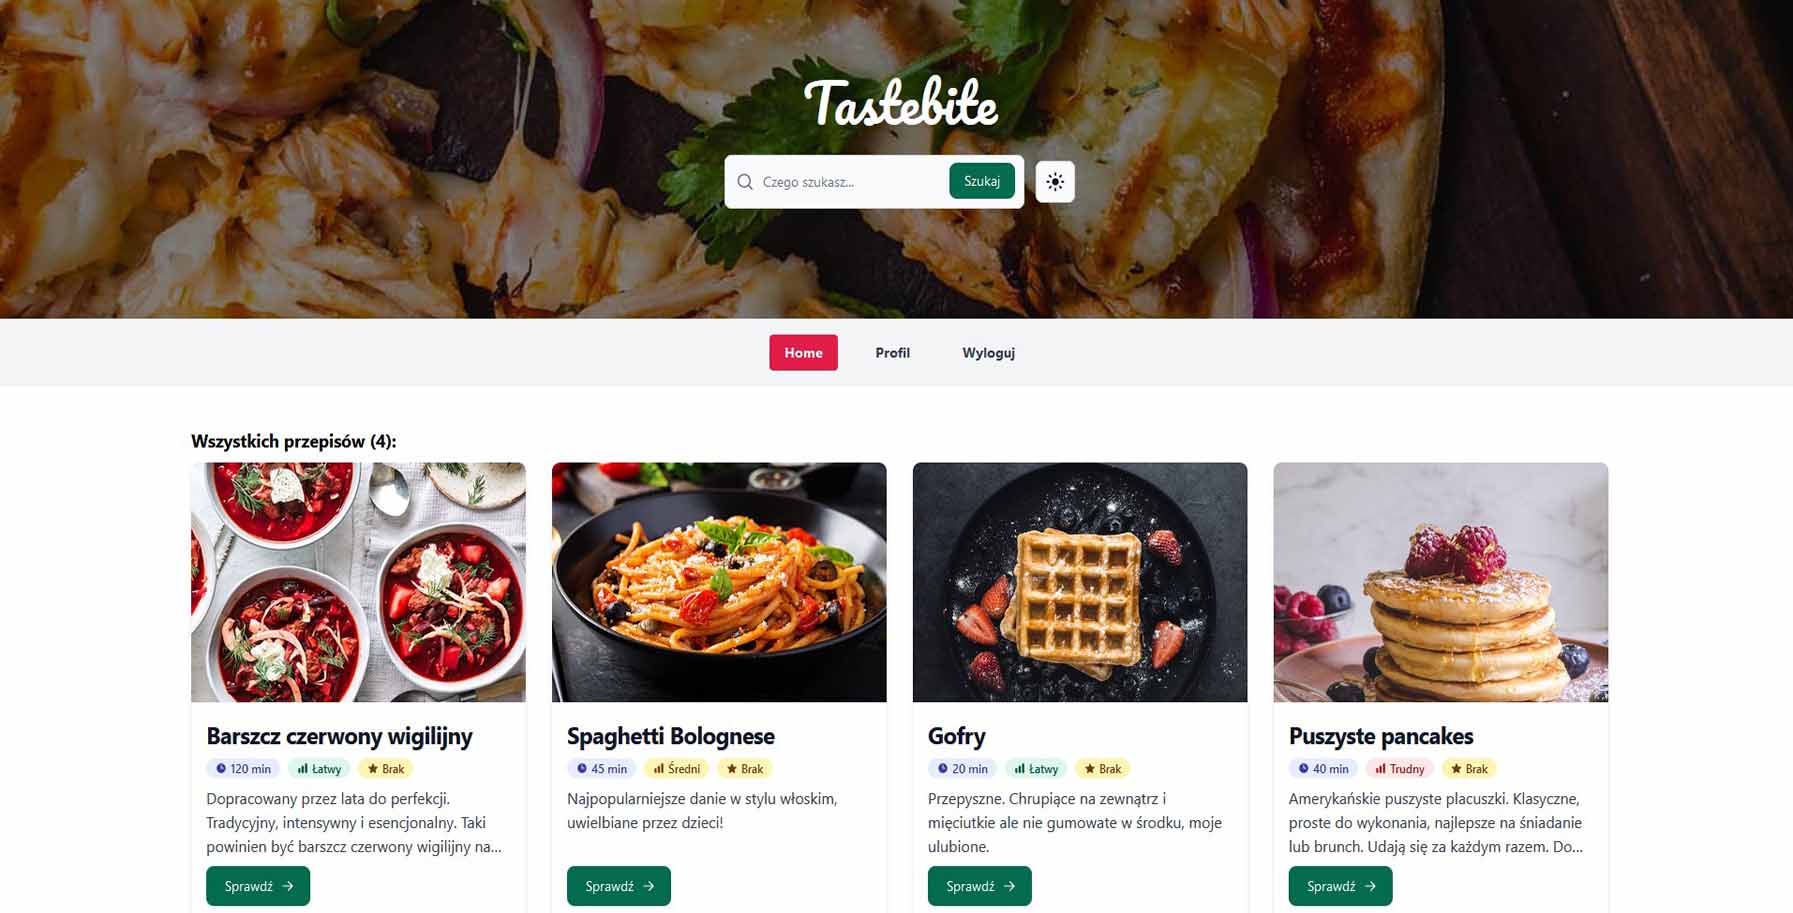 Tastebite
Czego szukasz...
Szukaj
Home
Profil
Wyloguj
Wszystkich przepisów (4):
Barszcz czerwony wigilijny
120 min
Łatwy
Brak
Dopracowany przez lata do perfekcji.
Tradycyjny, intensywny i esencjonalny. Taki
powinien być barszcz czerwony wigilijny na...
Sprawdź
Spaghetti Bolognese
45 min
Średni
Brak
Najpopularniejsze danie w stylu włoskim,
uwielbiane przez dzieci!
Sprawdź
Gofry
20 min
Łatwy
Brak
Przepyszne. Chrupiące na zewnątrz i
mięciutkie ale nie gumowate w środku, moje
ulubione.
Sprawdź
Puszyste pancakes
40 min
Trudny
Brak
Amerykańskie puszyste placuszki. Klasyczne,
proste do wykonania, najlepsze na śniadanie
lub brunch. Udają się za każdym razem. Do...
Sprawdź